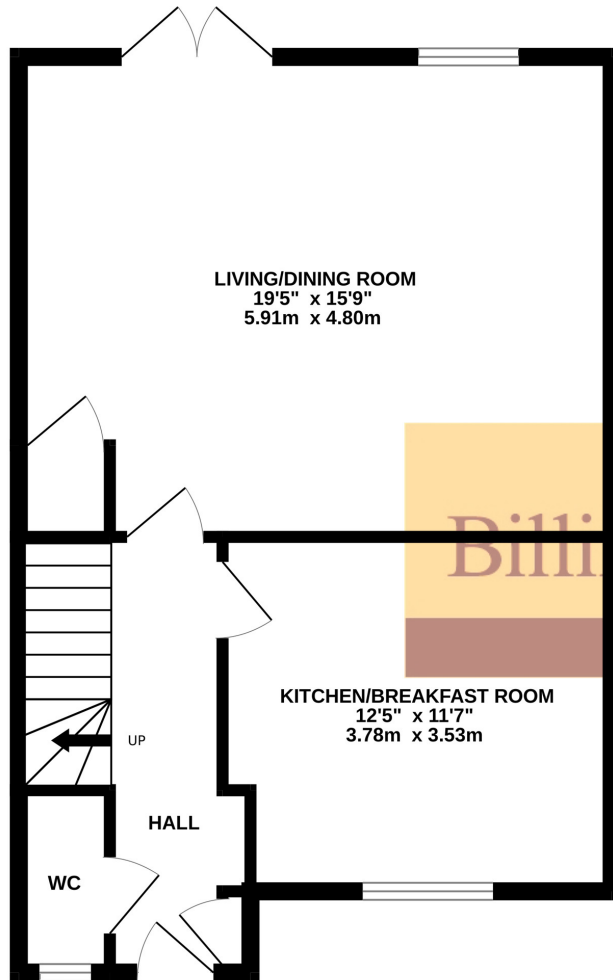 LIVING/DINING ROOM
19'5" x 15'9"
5.91m x 4.80m
Billi
KITCHEN/BREAKFAST ROOM
12'5" x 11'7"
3.78m x 3.53m
UP
HALL
WC